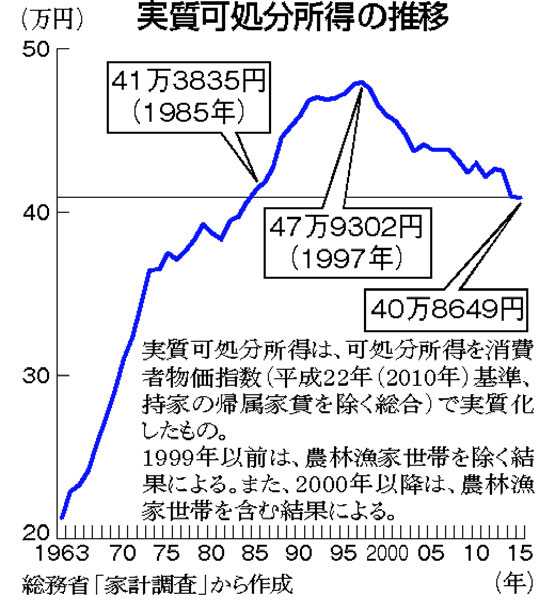 実質可処分所得の推移
(万円)
50
41万3835円
(1985年)
40
47万9302円
(1997年)
40万8649円
30
実質可処分所得は、可処分所得を消費
者物価指数(平成22年(2010年)基準、
持家の帰属家賃を除く総合)で実質化
したもの。
1999年以前は、農林漁家世帯を除く結
果による。また、2000年以降は、農林漁
家世帯を含む結果による。
20
1963 70 75 80 85 90 95 2000 05 10 15
総務省「家計調査」から作成 (年)